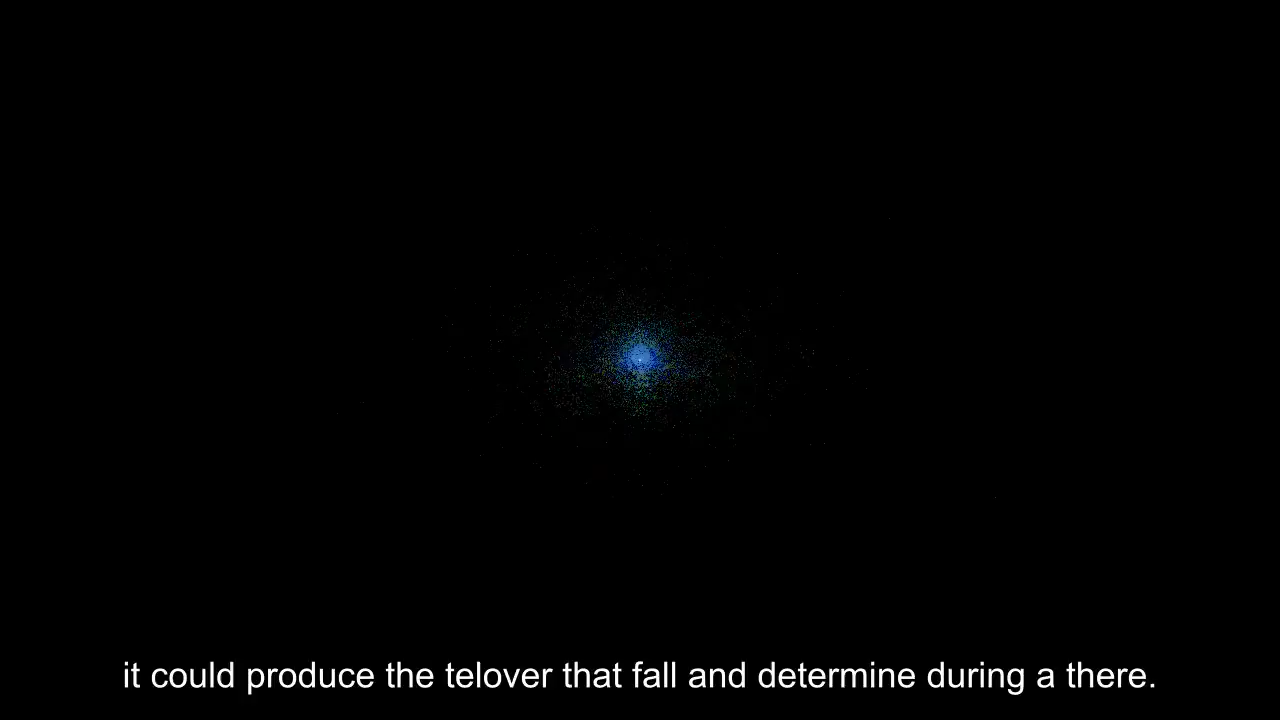 it could produce the telover that fall and determine during a there.